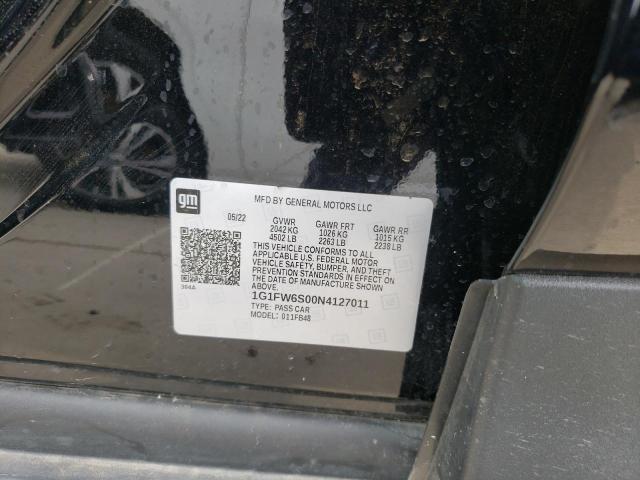 gm
MFD BY GENERAL MOTORS LLC
05/22 GVWR GAWR FRT GAWR RR
2042 KG 1026 KG 1015 KG
4502 LB 2263 LB 2238 LB
THIS VEHICLE CONFORMS TO ALL
APPLICABLE U.S. FEDERAL MOTOR
VEHICLE SAFETY, BUMPER, AND THEFT
PREVENTION STANDARDS IN EFFECT ON
THE DATE OF MANUFACTURE SHOWN
ABOVE.
304A
1G1FW6S00N4127011
TYPE: PASS CAR
MODEL: 011FB48